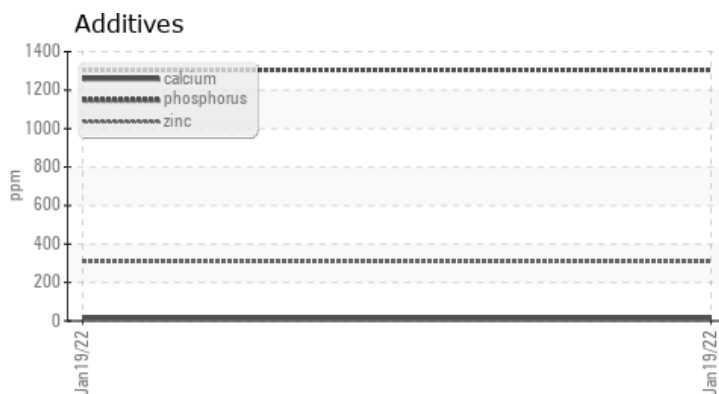 Additives
1400
1200
1000
800
600
400
200
0
ppm
calcium
phosphorus
zinc
Jan19/22
Jan19/22